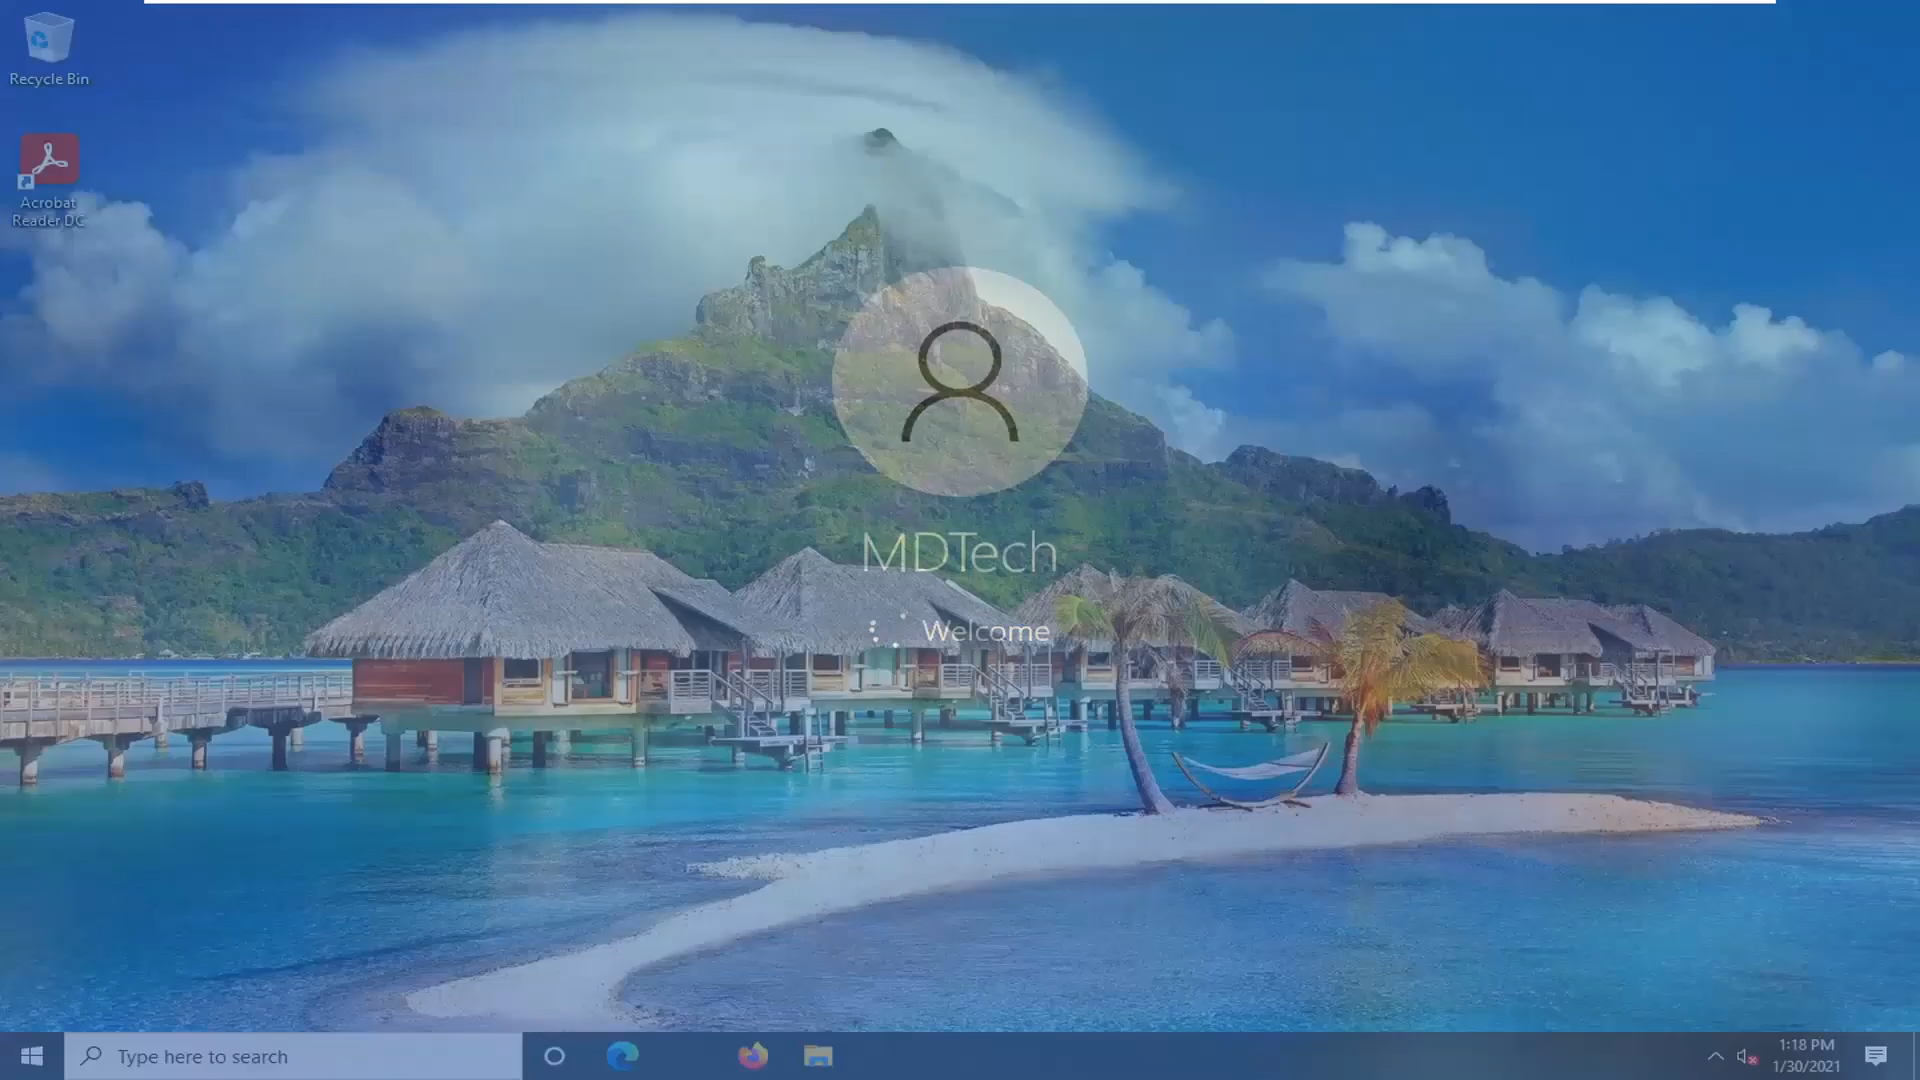 Recycle Bin
Acrobat
Reader DC
MDTech
Welcome
Type here to search
1:18 PM
1/30/2021